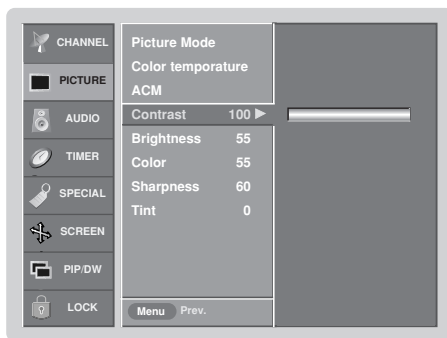 CHANNEL
PICTURE
AUDIO
TIMER
SPECIAL
SCREEN
PIP/DW
LOCK
Picture Mode
Color temporature
ACM
Contrast 100
Brightness 55
Color 55
Sharpness 60
Tint 0
Menu Prev.